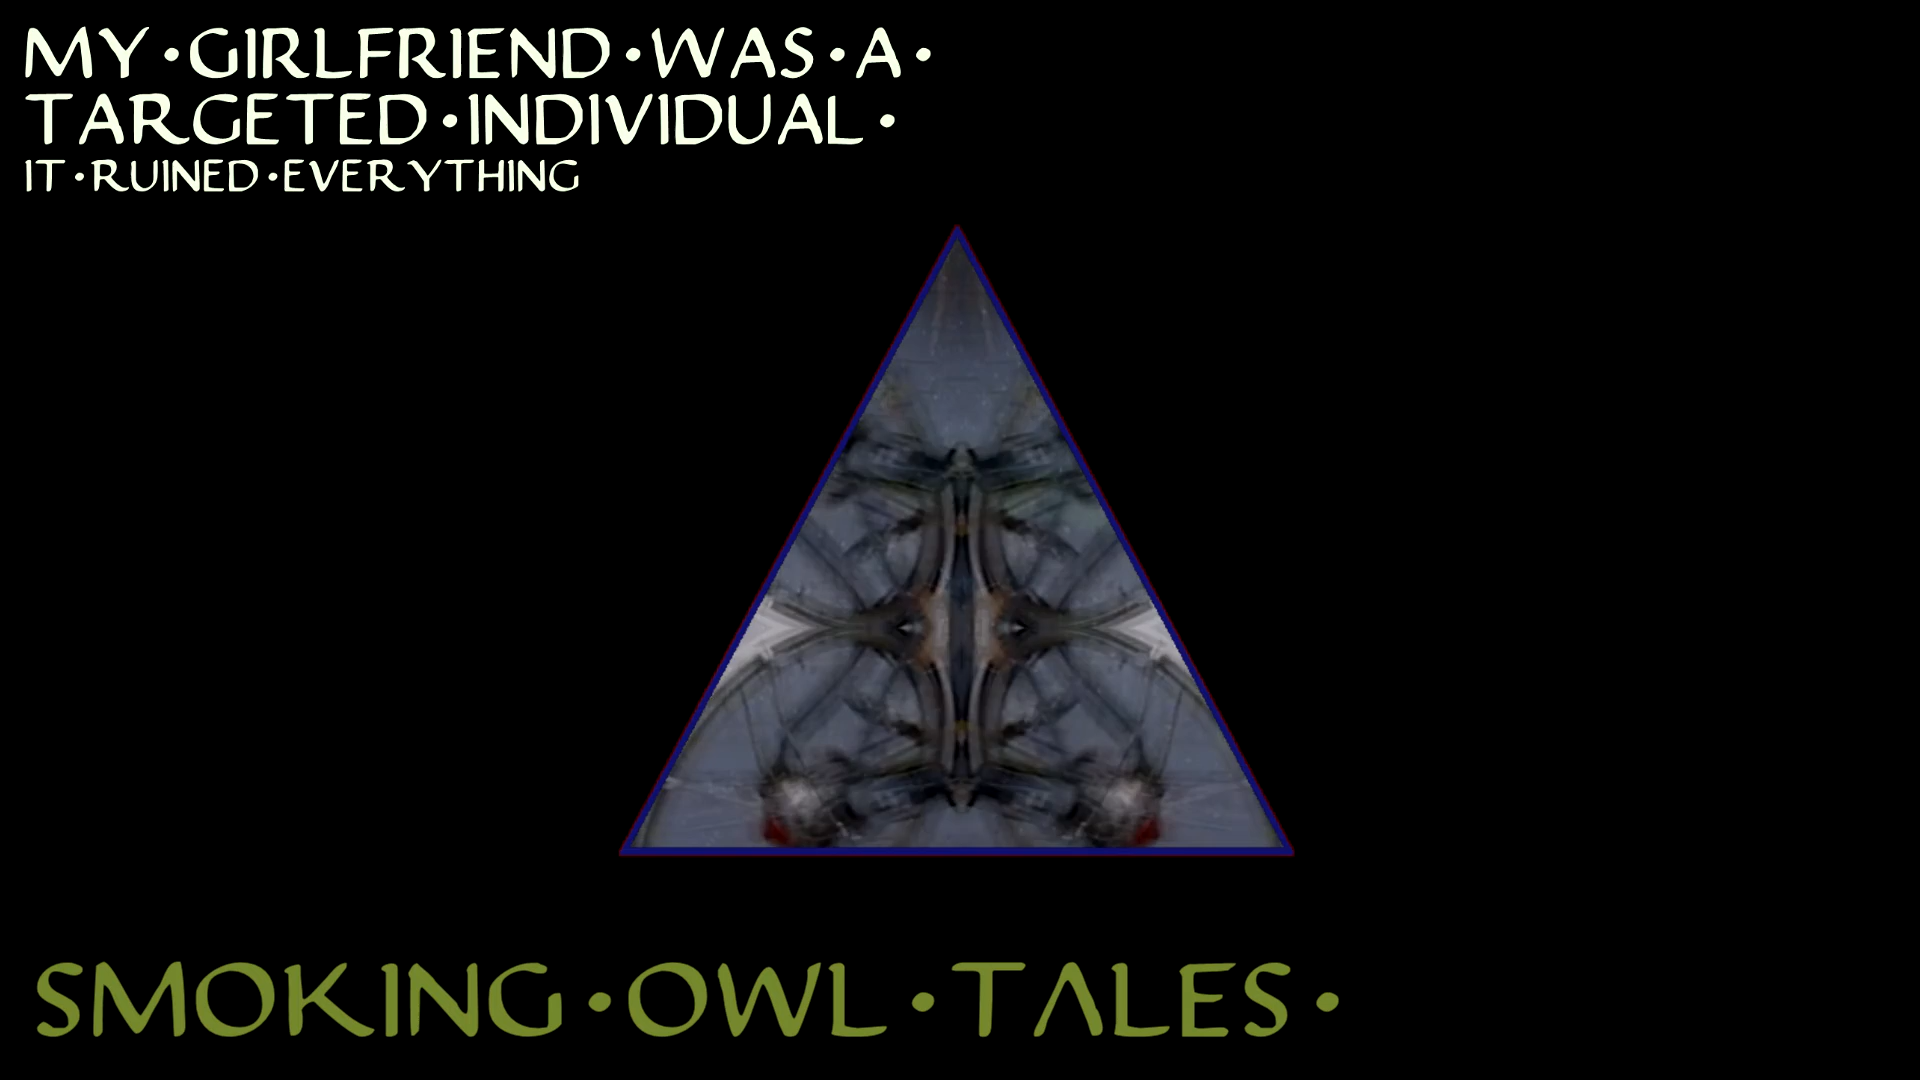 MY·GIRLFRIEND·WAS·A·
TARGETED·INDIVIDUAL·
IT·RUINED·EVERYTHING
SMOKING·OWL·TALES·